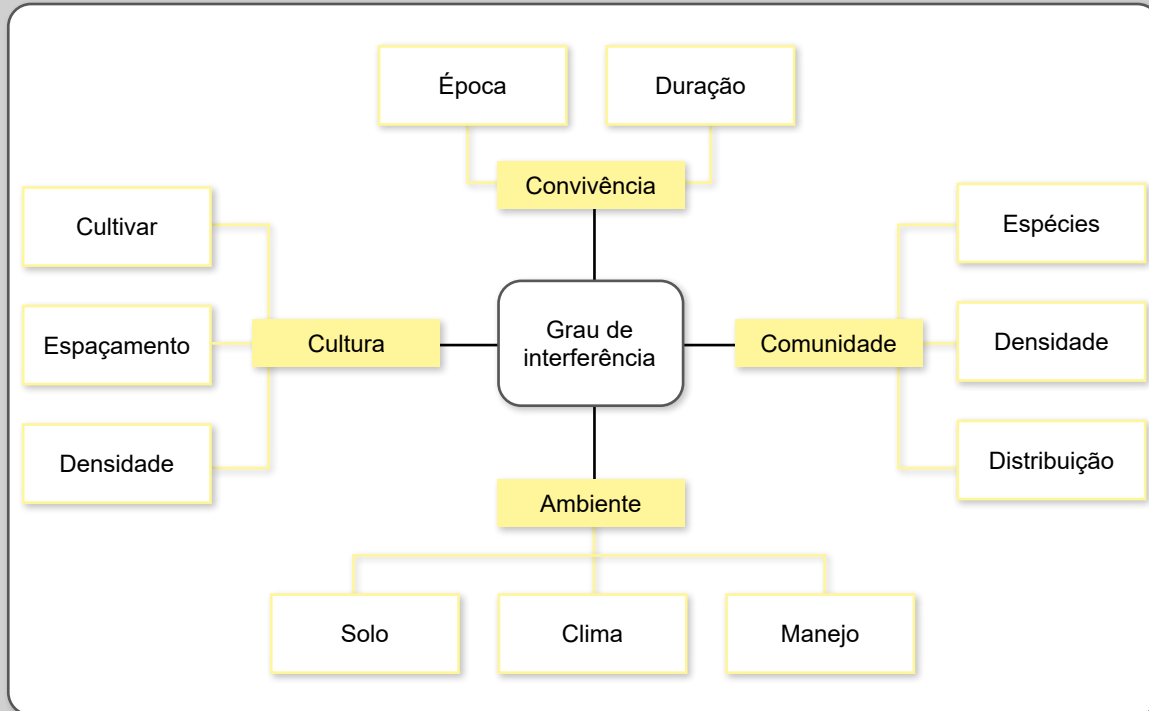 Época
Duração
Convivência
Cultivar
Espaçamento
Densidade
Cultura
Grau de
interferência
Comunidade
Espécies
Densidade
Distribuição
Ambiente
Solo
Clima
Manejo